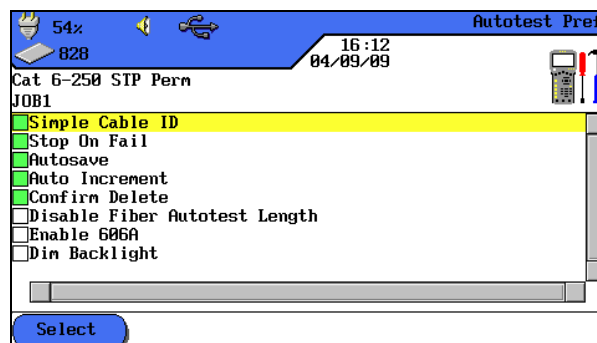 54%
Autotest Pref
828
16:12
04/09/09
Cat 6-250 STP Perm
JOB1
Simple Cable ID
Stop On Fail
Autosave
Auto Increment
Confirm Delete
Disable Fiber Autotest Length
Enable 606A
Dim Backlight
Select